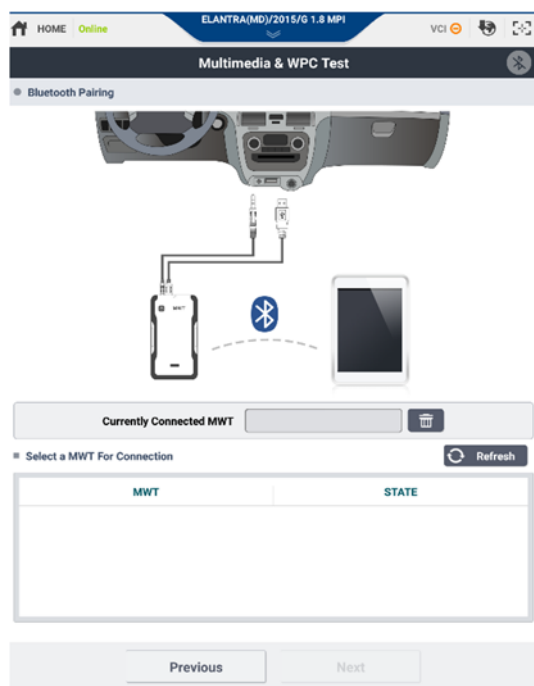 HOME Online ELANTRA(MD)/2015/G 1.8 MPI VCI
Multimedia & WPC Test
Bluetooth Pairing
MWT
Currently Connected MWT
Select a MWT For Connection Refresh
MWT STATE
Previous Next